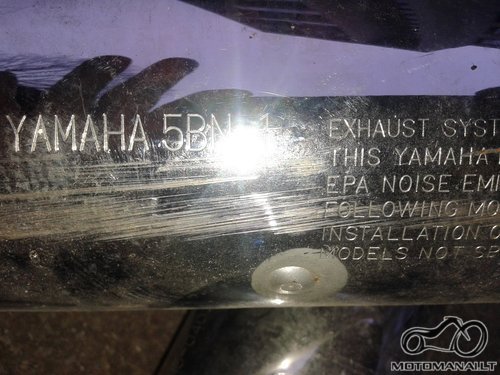 YAMAHA 5BN
EXHAUST SYST
THIS YAMAHA
EPA NOISE EMI
FOLLOWING MO
INSTALLATION O
MODELS NOT SP
MOTOMANAI.LT